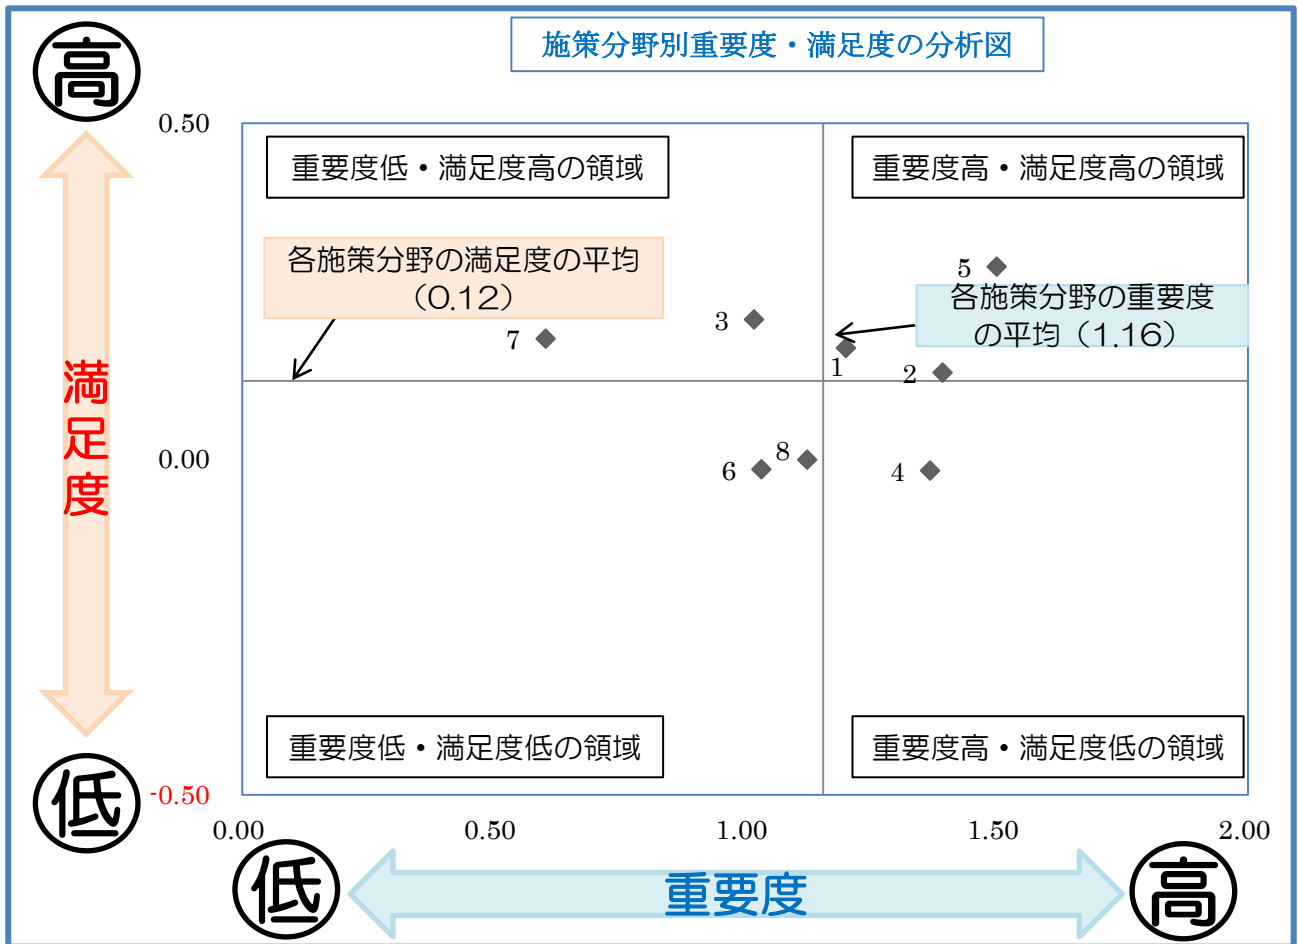 施策分野別重要度・満足度の分析図
高
0.50
重要度低・満足度高の領域
重要度高・満足度高の領域
各施策分野の満足度の平均
（0.12）
5
各施策分野の重要度
の平均（1.16）
3
7
1
2
満足度
0.00
8
6
4
重要度低・満足度低の領域
重要度高・満足度低の領域
低
-0.50
0.00
0.50
1.00
1.50
2.00
低
重要度
高